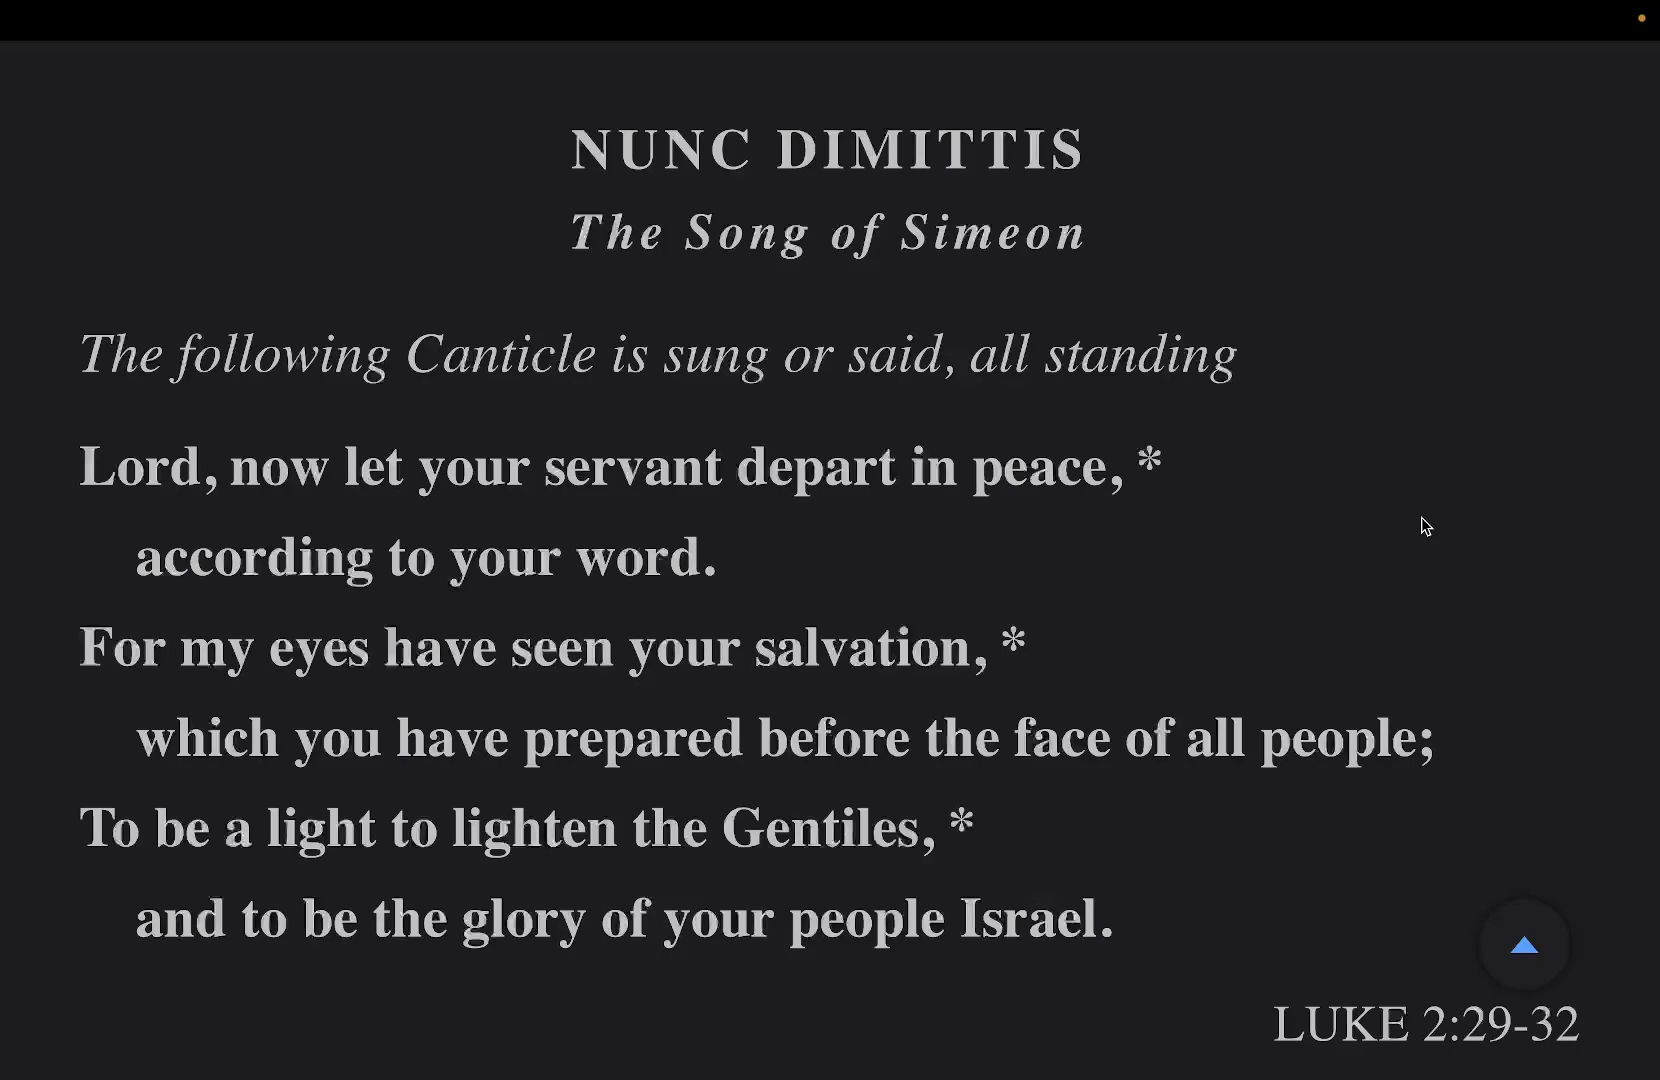 NUNC DIMITTIS
The Song of Simeon
The following Canticle is sung or said, all standing
Lord, now let your servant depart in peace, *
according to your word.
For my eyes have seen your salvation, *
which you have prepared before the face of all people;
To be a light to lighten the Gentiles, *
and to be the glory of your people Israel.
LUKE 2:29-32